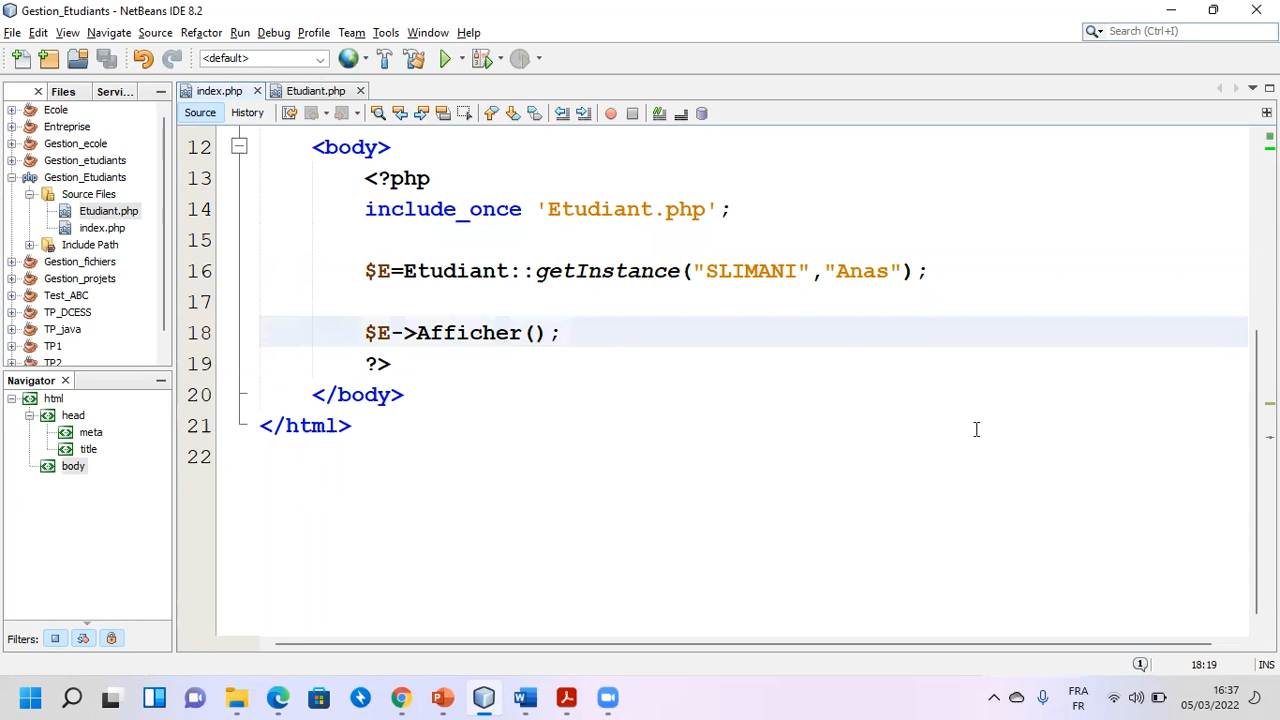 Gestion_Etudiants - NetBeans IDE 8.2
File Edit View Navigate Source Refactor Run Debug Profile Team Tools Window Help
Search (Ctrl+I)
<default>
Files Servi...
index.php Etudiant.php
Source History
Ecole
Entreprise
Gestion_ecole
Gestion_etudiants
Gestion_Etudiants
Source Files
Etudiant.php
index.php
Include Path
Gestion_fichiers
Gestion_projets
Test_ABC
TP_DCESS
TP_java
TP1
TP2
12 <body>
13 <?php
14 include_once 'Etudiant.php';
15
16 $E=Etudiant::getInstance("SLIMANI","Anas");
17
18 $E->Afficher();
19 ?>
20 </body>
21 </html>
22
Navigator
html
head
meta
title
body
Filters:
1 18:19 INS
FRA
FR
16:37
05/03/2022